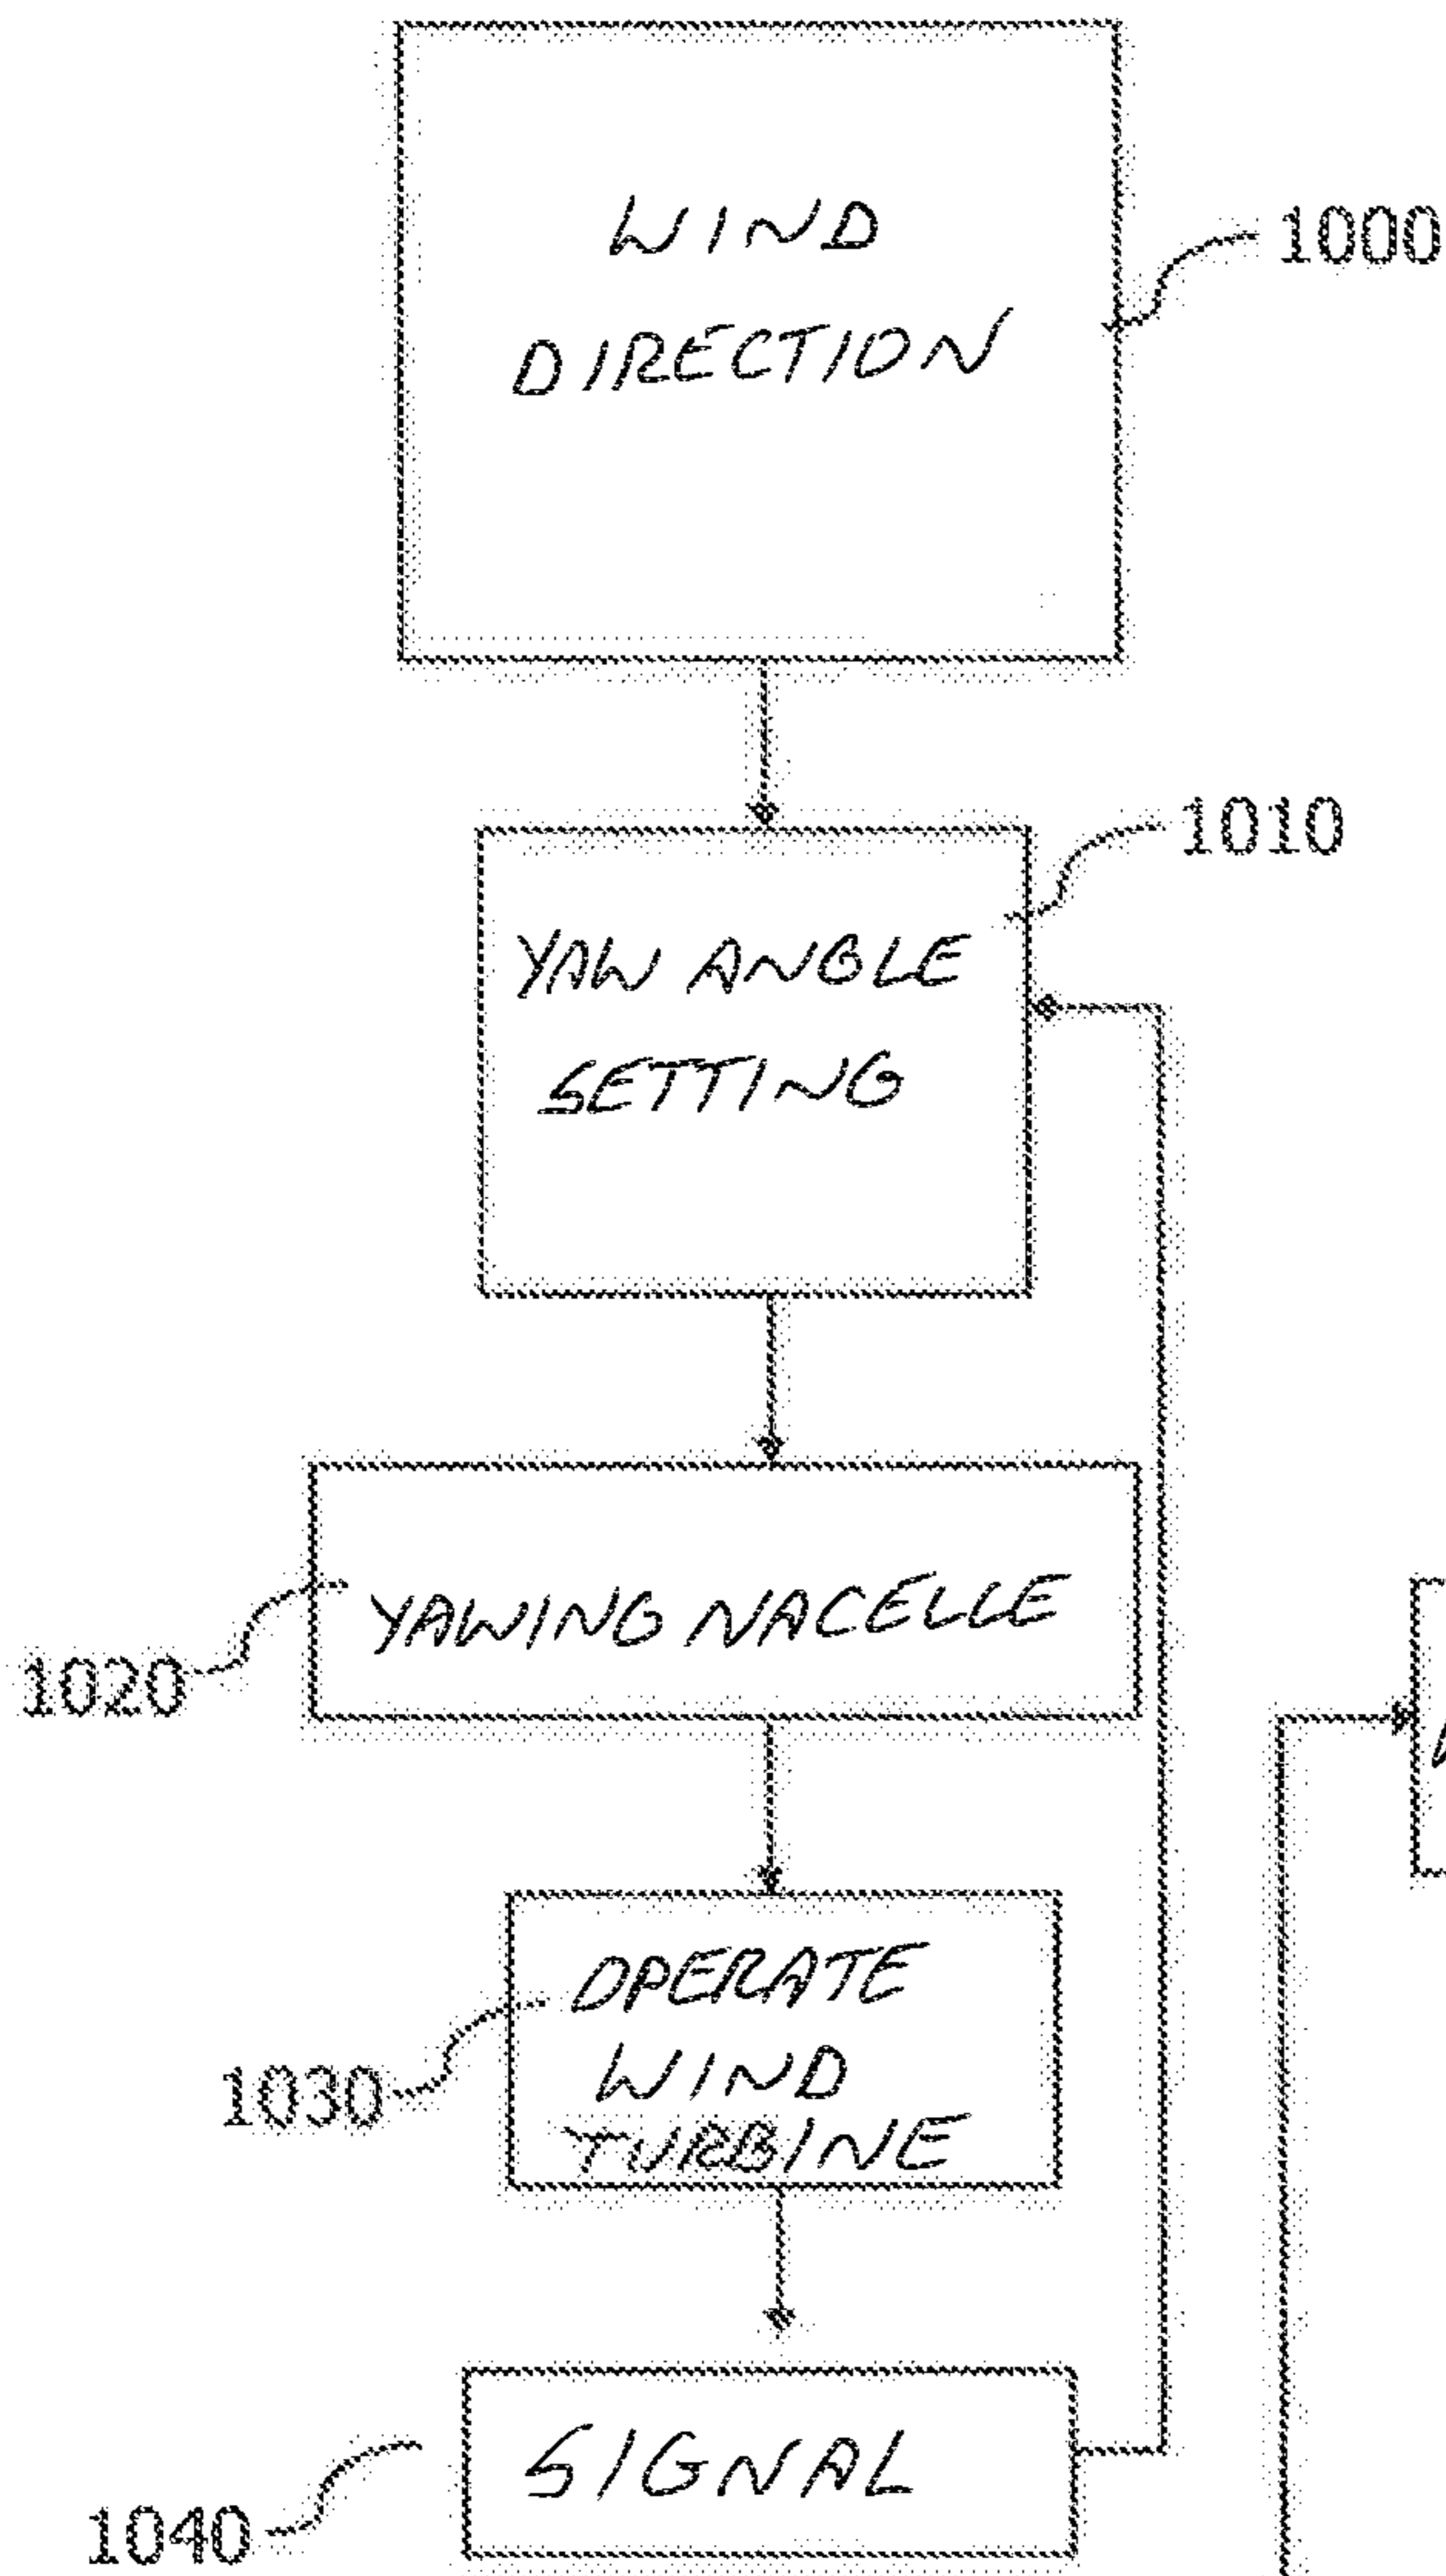 WIND
DIRECTION
1000
1010
YAW ANGLE
SETTING
YAWING NACELLE
1020
OPERATE
WIND
TURBINE
1030
SIGNAL
1040